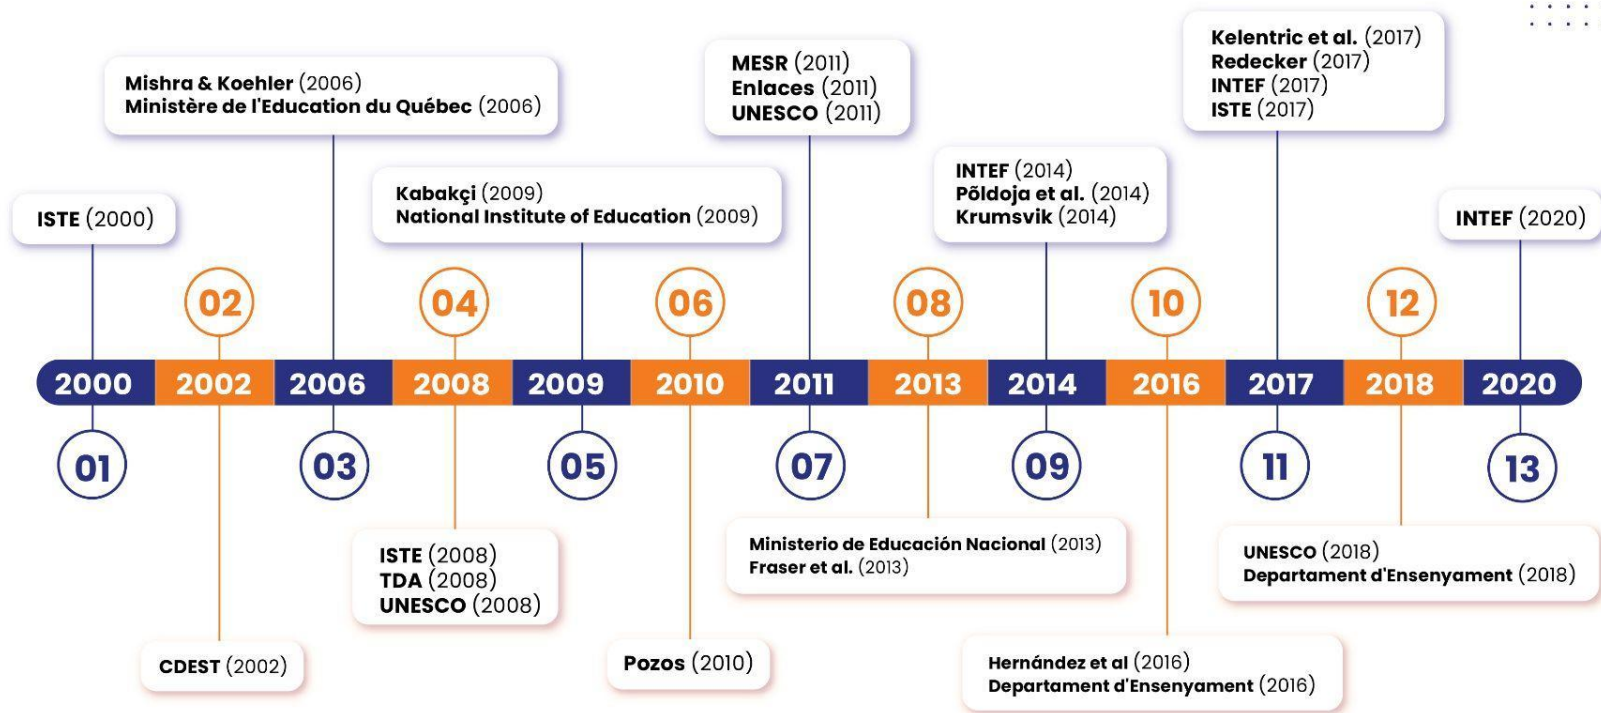 Mishra & Koehler (2006)
Ministère de l'Education du Québec (2006)
MESR (2011)
Enlaces (2011)
UNESCO (2011)
Kelentric et al. (2017)
Redecker (2017)
INTEF (2017)
ISTE (2017)
ISTE (2000)
Kabakçi (2009)
National Institute of Education (2009)
INTEF (2014)
Põldoja et al. (2014)
Krumsvik (2014)
INTEF (2020)
02
04
06
08
10
12
2000
2002
2006
2008
2009
2010
2011
2013
2014
2016
2017
2018
2020
01
03
05
07
09
11
13
ISTE (2008)
TDA (2008)
UNESCO (2008)
Ministerio de Educación Nacional (2013)
Fraser et al. (2013)
UNESCO (2018)
Departament d'Ensenyament (2018)
CDEST (2002)
Pozos (2010)
Hernández et al (2016)
Departament d'Ensenyament (2016)